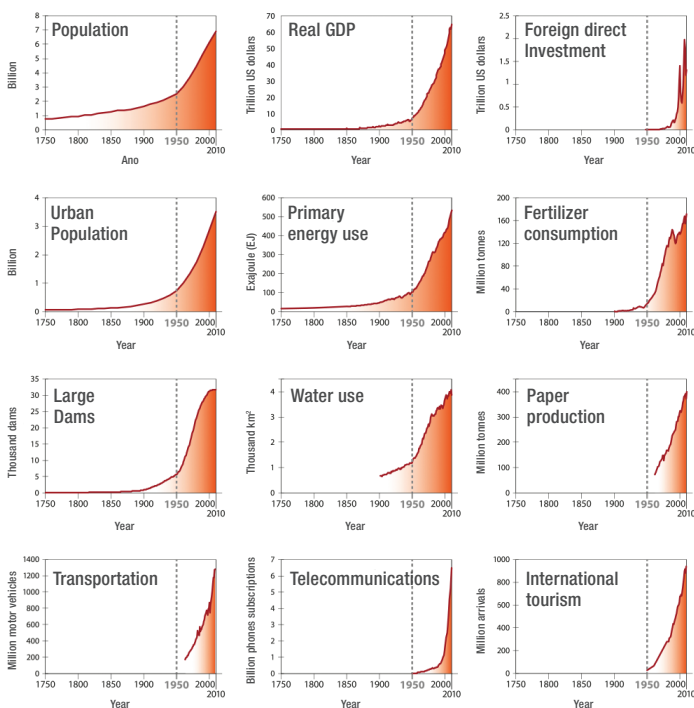 Population
Billion
8
7
6
5
4
3
2
1
0
1750 1800 1850 1900 1950 2000
2010
Ano
Real GDP
Trillion US dollars
70
60
50
40
30
20
10
0
1750 1800 1850 1900 1950 2000
2010
Year
Foreign direct
Investment
Trillion US dollars
2.5
2
1.5
1
0.5
0
1750 1800 1850 1900 1950 2000
2010
Year
Urban
Population
Billion
4
3
2
1
0
1750 1800 1850 1900 1950 2000
2010
Year
Primary
energy use
Exajoule (EJ)
600
500
400
300
200
100
0
1750 1800 1850 1900 1950 2000
2010
Year
Fertilizer
consumption
Million tonnes
200
160
120
80
40
0
1750 1800 1850 1900 1950 2000
2010
Year
Large
Dams
Thousand dams
35
30
25
20
15
10
5
0
1750 1800 1850 1900 1950 2000
2010
Year
Water use
Thousand km²
4
3
2
1
0
1750 1800 1850 1900 1950 2000
2010
Year
Paper
production
Million tonnes
400
300
200
100
0
1750 1800 1850 1900 1950 2000
2010
Year
Transportation
Million motor vehicles
1400
1200
1000
800
600
400
200
0
1750 1800 1850 1900 1950 2000
2010
Year
Telecommunications
Billion phones subscriptions
7
6
5
4
3
2
1
0
1750 1800 1850 1900 1950 2000
2010
Year
International
tourism
Million arrivals
1000
800
600
400
200
0
1750 1800 1850 1900 1950 2000
2010
Year